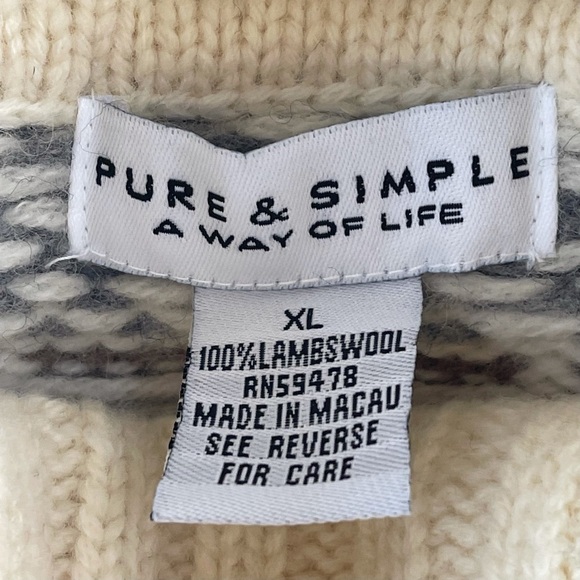 PURE & SIMPLE
A WAY OF LIFE
XL
100%LAMBSWOOL
RN59478
MADE IN MACAU
SEE REVERSE
FOR CARE